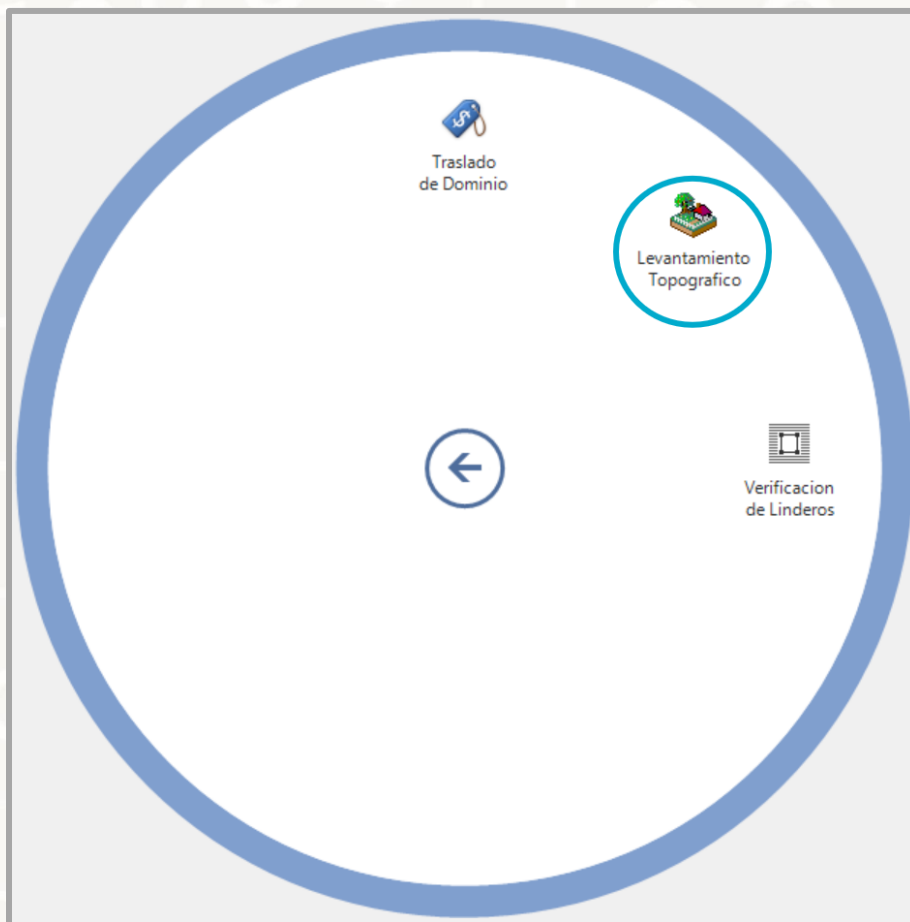 Traslado
de Dominio
Levantamiento
Topografico
Verificacion
de Linderos